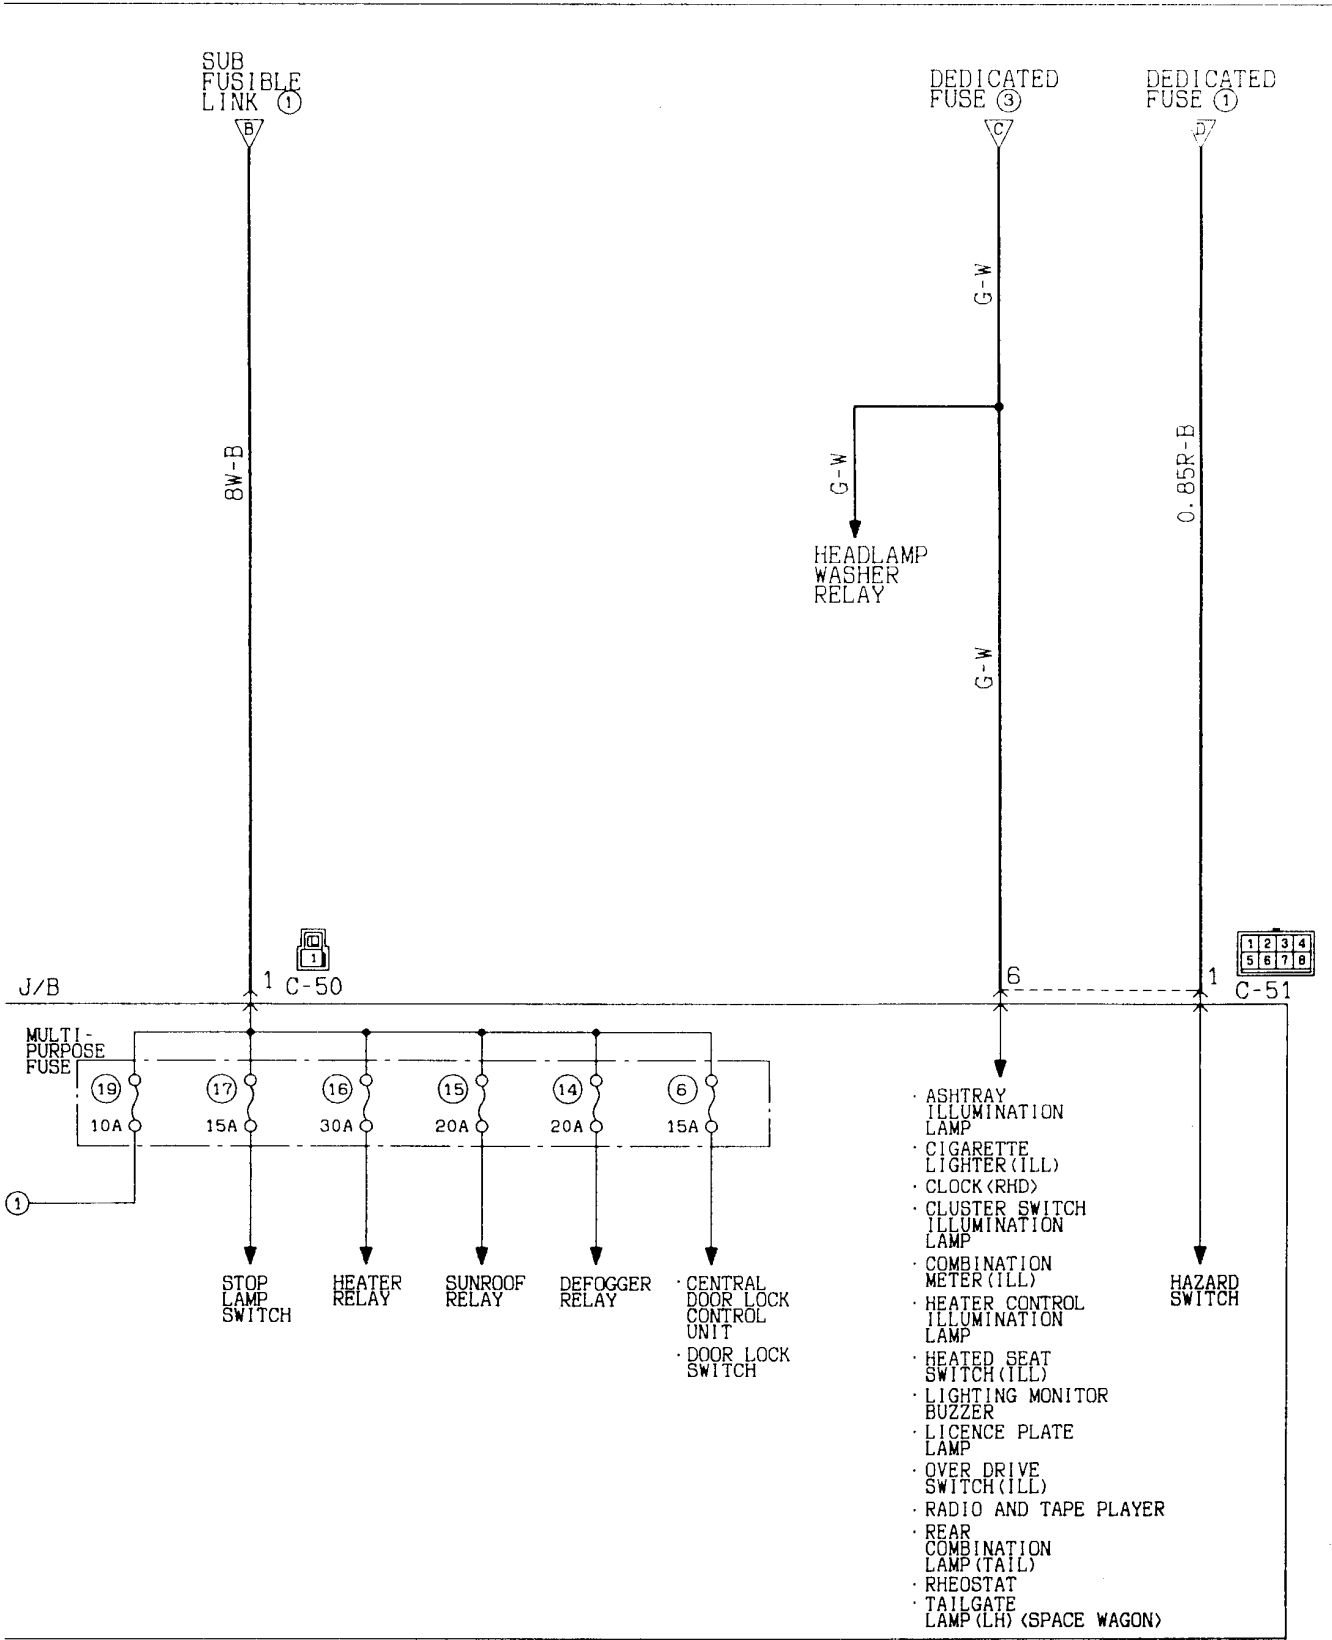 SUB
FUSIBLE
LINK ①
B
DEDICATED
FUSE ③
C
DEDICATED
FUSE ①
D
G-W
8W-B
G-W
0.85R-B
HEADLAMP
WASHER
RELAY
G-W
J/B
1
1
C-50
6
1
1 2 3 4
5 6 7 8
C-51
MULTI-
PURPOSE
FUSE
⑲
10A
⑰
15A
⑯
30A
⑮
20A
⑭
20A
⑥
15A
①
STOP
LAMP
SWITCH
HEATER
RELAY
SUNROOF
RELAY
DEFOGGER
RELAY
·CENTRAL
DOOR LOCK
CONTROL
UNIT
·DOOR LOCK
SWITCH
·ASHTRAY
ILLUMINATION
LAMP
·CIGARETTE
LIGHTER(ILL)
·CLOCK<RHD>
·CLUSTER SWITCH
ILLUMINATION
LAMP
·COMBINATION
METER(ILL)
·HEATER CONTROL
ILLUMINATION
LAMP
·HEATED SEAT
SWITCH(ILL)
·LIGHTING MONITOR
BUZZER
·LICENCE PLATE
LAMP
·OVER DRIVE
SWITCH(ILL)
·RADIO AND TAPE PLAYER
·REAR
COMBINATION
LAMP(TAIL)
·RHEOSTAT
·TAILGATE
LAMP(LH)<SPACE WAGON>
HAZARD
SWITCH